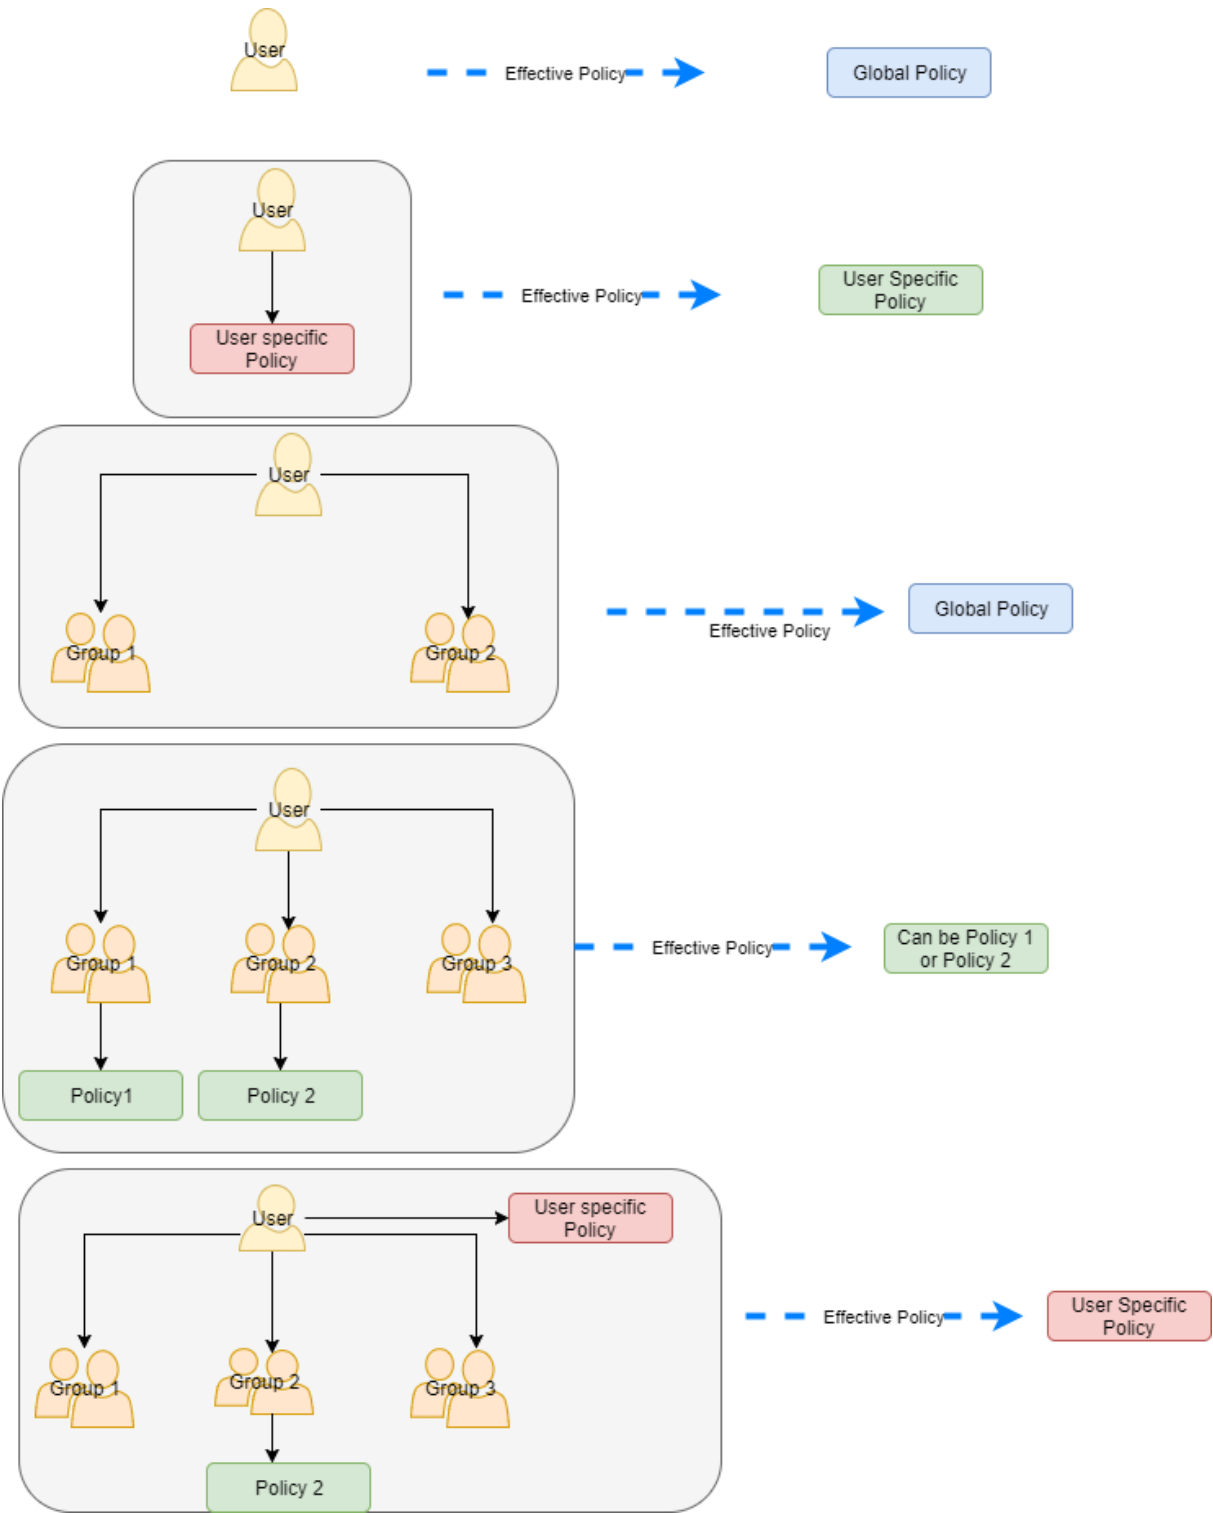 User
Effective Policy
Global Policy
User
User specific
Policy
Effective Policy
User Specific
Policy
User
Group 1
Group 2
Effective Policy
Global Policy
User
Group 1
Group 2
Group 3
Policy1
Policy 2
Effective Policy
Can be Policy 1
or Policy 2
User
User specific
Policy
Group 1
Group 2
Group 3
Policy 2
Effective Policy
User Specific
Policy